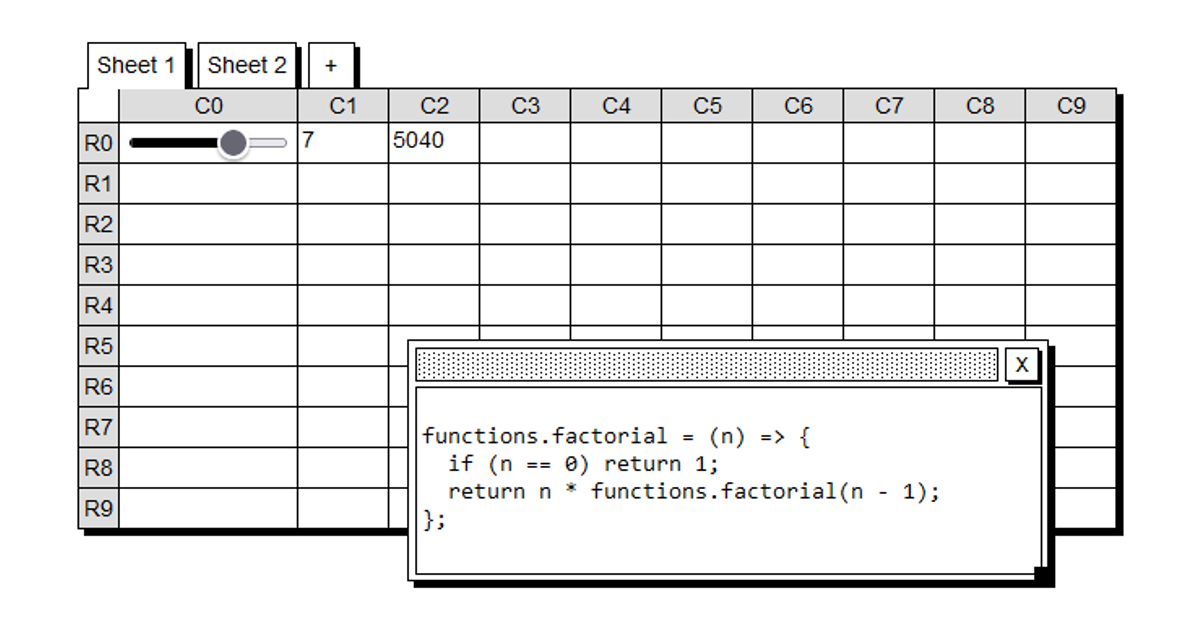 Sheet 1 Sheet 2 +
C0 C1 C2 C3 C4 C5 C6 C7 C8 C9
R0 7 5040
R1
R2
R3
R4
R5
R6
R7
R8
R9
X
functions.factorial = (n) => {
  if (n == 0) return 1;
  return n * functions.factorial(n - 1);
};